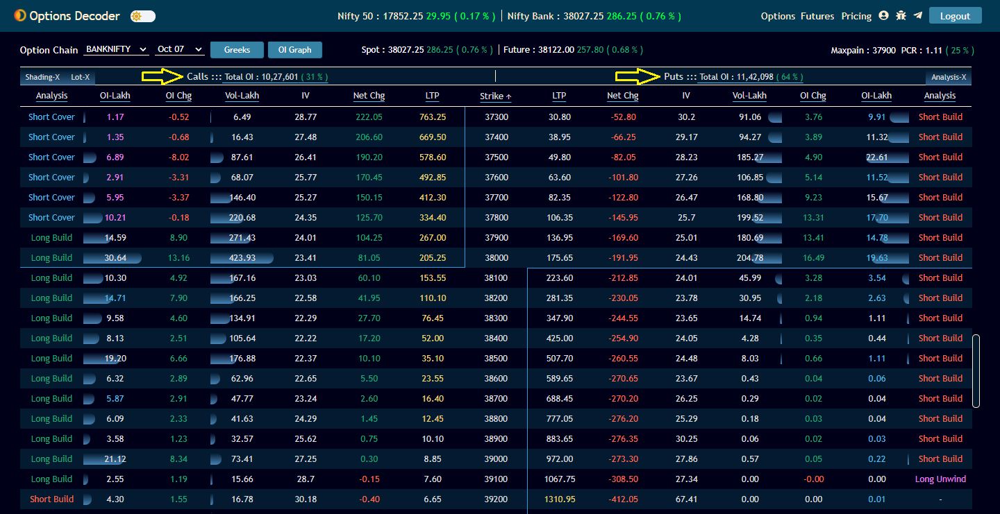 Options Decoder Nifty 50 : 17852.25 29.95 ( 0.17 % ) Nifty Bank : 38027.25 286.25 ( 0.76 % ) Options Futures Pricing Logout
Option Chain BANKNIFTY Oct 07 Greeks OI Graph Spot : 38027.25 286.25 ( 0.76 % ) Future : 38122.00 257.80 ( 0.68 % ) Maxpain : 37900 PCR : 1.11 ( 25 % )
Shading-X Lot-X Calls ::: Total OI : 10,27,601 ( 31 % ) Puts ::: Total OI : 11,42,098 ( 64 % ) Analysis-X
Analysis OI-Lakh OI Chg Vol-Lakh IV Net Chg LTP Strike ↑ LTP Net Chg IV Vol-Lakh OI Chg OI-Lakh Analysis
Short Cover 1.17 -0.52 6.49 28.77 222.05 763.25 37300 30.80 -52.80 30.2 91.06 3.76 9.91 Short Build
Short Cover 1.35 -0.68 16.43 27.48 206.60 669.50 37400 38.95 -66.25 29.17 94.27 3.89 11.32 Short Build
Short Cover 6.89 -8.02 87.61 26.41 190.20 578.60 37500 49.80 -82.05 28.23 185.27 4.90 22.61 Short Build
Short Cover 2.91 -3.31 68.07 25.77 170.45 492.85 37600 63.60 -101.80 27.26 106.85 5.14 11.52 Short Build
Short Cover 5.95 -3.37 146.40 25.27 150.15 412.30 37700 82.35 -122.80 26.47 168.80 9.23 15.67 Short Build
Short Cover 10.21 -0.18 220.68 24.35 125.70 334.40 37800 106.35 -145.95 25.7 199.52 13.31 17.70 Short Build
Long Build 14.59 8.90 271.43 24.01 104.25 267.00 37900 136.95 -169.60 25.01 180.69 13.41 14.78 Short Build
Long Build 30.64 13.16 423.93 23.41 81.05 205.25 38000 175.65 -191.95 24.43 204.78 16.49 19.63 Short Build
Long Build 10.30 4.92 167.16 23.03 60.10 153.55 38100 223.60 -212.85 24.01 45.99 3.28 3.54 Short Build
Long Build 14.71 7.90 166.25 22.58 41.95 110.10 38200 281.35 -230.05 23.78 30.95 2.18 2.63 Short Build
Long Build 9.58 4.60 134.91 22.29 27.70 76.45 38300 347.90 -244.55 23.65 14.74 0.94 1.11 Short Build
Long Build 8.13 2.51 105.64 22.22 17.20 52.00 38400 425.00 -254.90 24.05 4.28 0.35 0.44 Short Build
Long Build 19.20 6.66 176.88 22.37 10.10 35.10 38500 507.70 -260.55 24.48 8.03 0.66 1.11 Short Build
Long Build 6.32 2.89 62.96 22.65 5.50 23.55 38600 589.65 -270.65 23.67 0.43 0.04 0.06 Short Build
Long Build 5.87 2.91 47.77 23.24 2.60 16.40 38700 688.45 -270.20 26.25 0.29 0.02 0.04 Short Build
Long Build 6.09 2.33 41.63 24.29 1.45 12.45 38800 777.05 -276.20 25.29 0.18 0.03 0.04 Short Build
Long Build 3.58 1.23 32.57 25.62 0.75 10.10 38900 883.65 -276.35 30.25 0.06 0.02 0.03 Short Build
Long Build 21.12 8.34 73.41 27.25 0.30 8.85 39000 972.00 -273.30 27.86 0.57 0.05 0.22 Short Build
Long Build 2.55 1.19 15.66 28.7 -0.15 7.60 39100 1067.75 -308.50 27.34 0.00 -0.00 0.00 Long Unwind
Short Build 4.30 1.55 16.78 30.18 -0.40 6.65 39200 1310.95 -412.05 67.41 0.00 0.00 0.01 -